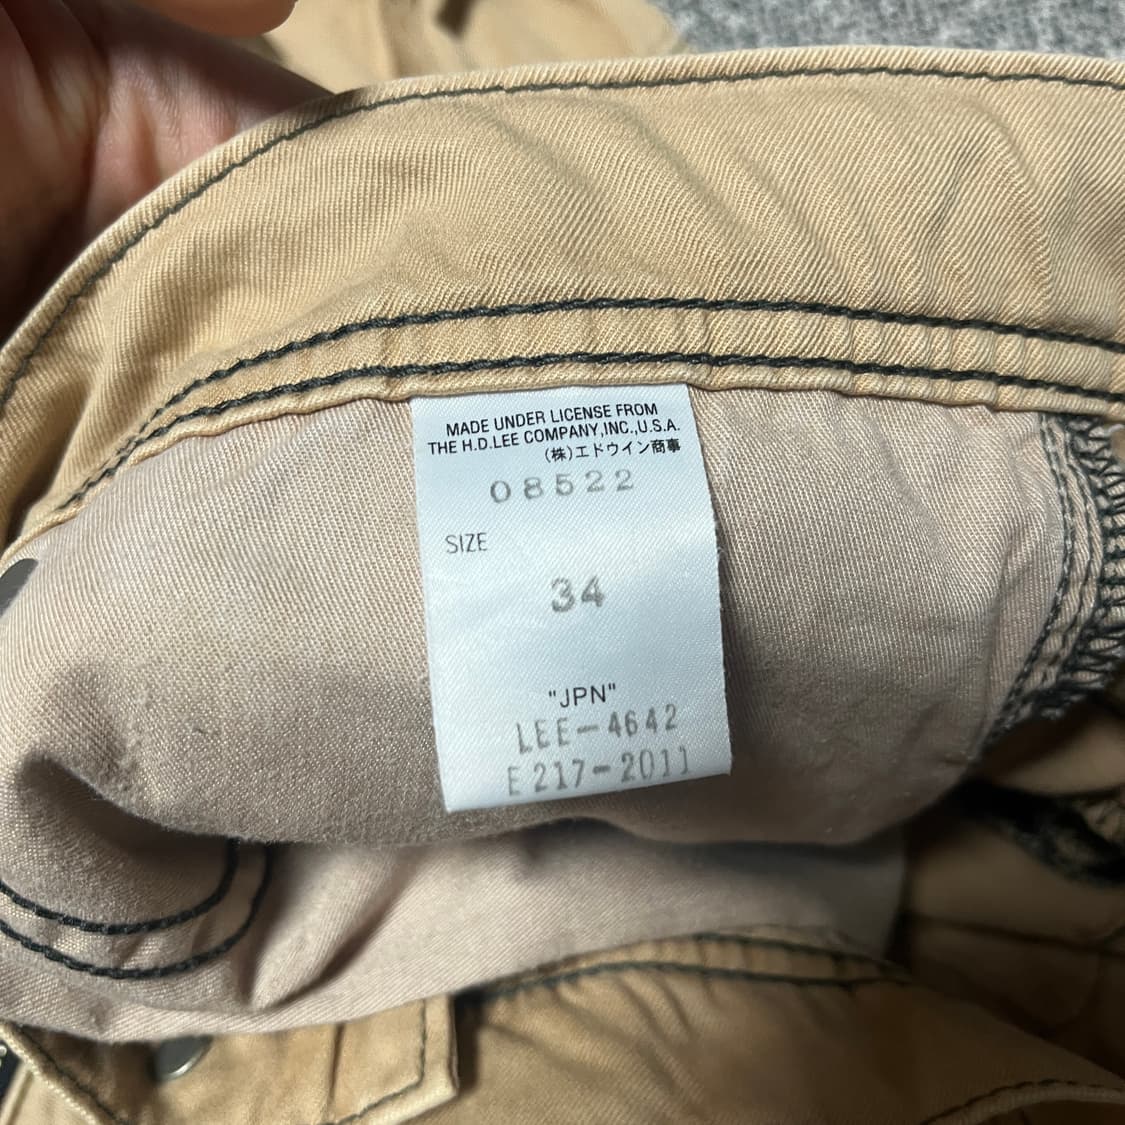 MADE UNDER LICENSE FROM
THE H.D.LEE COMPANY,INC.,U.S.A.
(株)エドウイン商事
08522
SIZE
34
"JPN"
LEE-4642
E217-2011